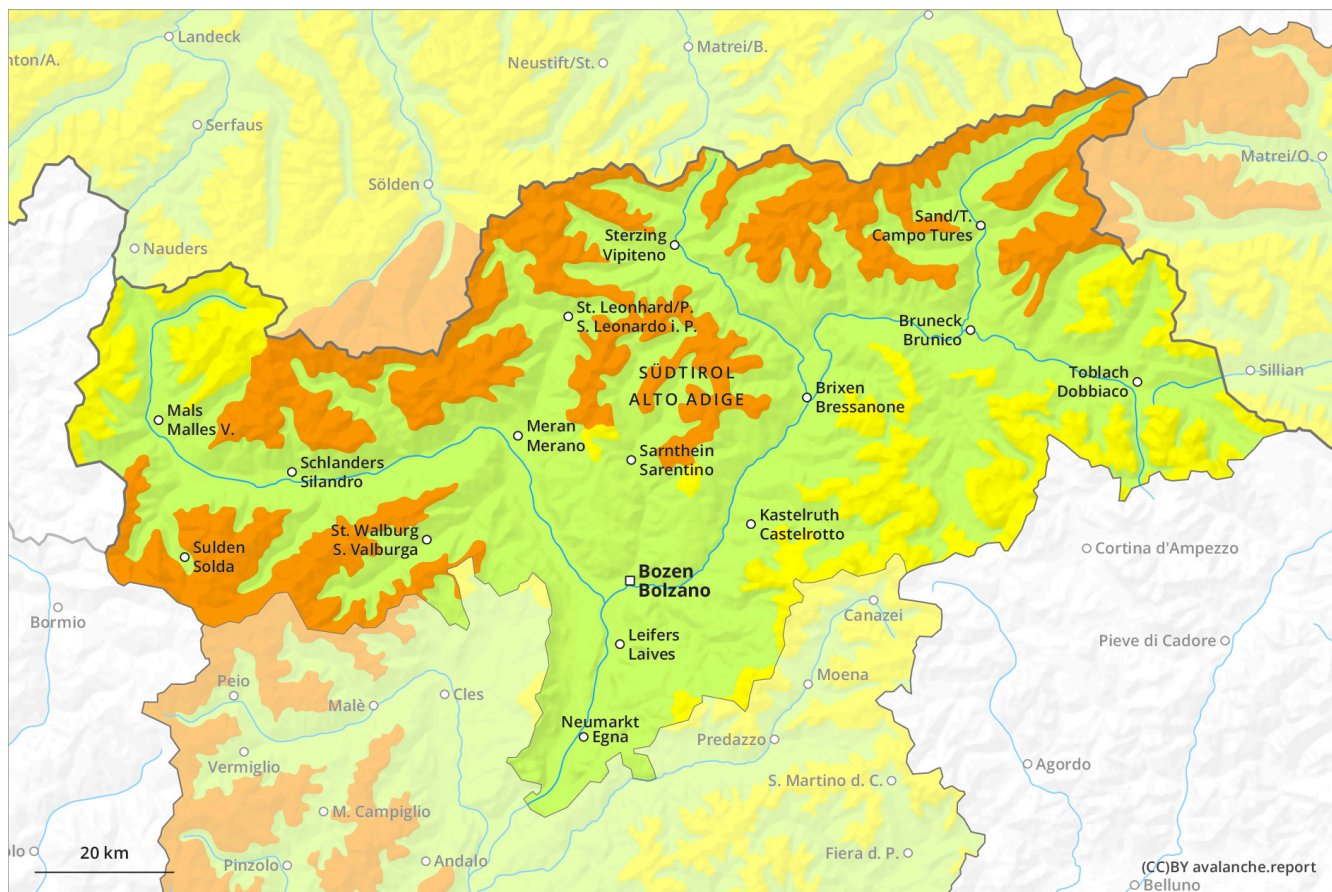 Landeck
nton/A.
Matrei/B.
Neustift/St.
Serfaus
Matrei/O.
Sölden
Sand/T.
Campo Tures
Nauders
Sterzing
Vipiteno
St. Leonhard/P.
S. Leonardo i. P.
Bruneck
Brunico
SÜDTIROL
ALTO ADIGE
Toblach
Dobbiaco
Sillian
Brixen
Bressanone
Mals
Malles V.
Meran
Merano
Schlanders
Silandro
Sarnthein
Sarentino
Kastelruth
Castelrotto
St. Walburg
S. Valburga
Sulden
Solda
Cortina d'Ampezzo
Bozen
Bolzano
Bormio
Canazei
Leifers
Laives
Pieve di Cadore
Moena
Peio
Malè
Cles
Neumarkt
Egna
Predazzo
Vermiglio
Agordo
S. Martino d. C.
M. Campiglio
olo
20 km
Pinzolo
Andalo
Fiera d. P.
(CC)BY avalanche.report
Belluno